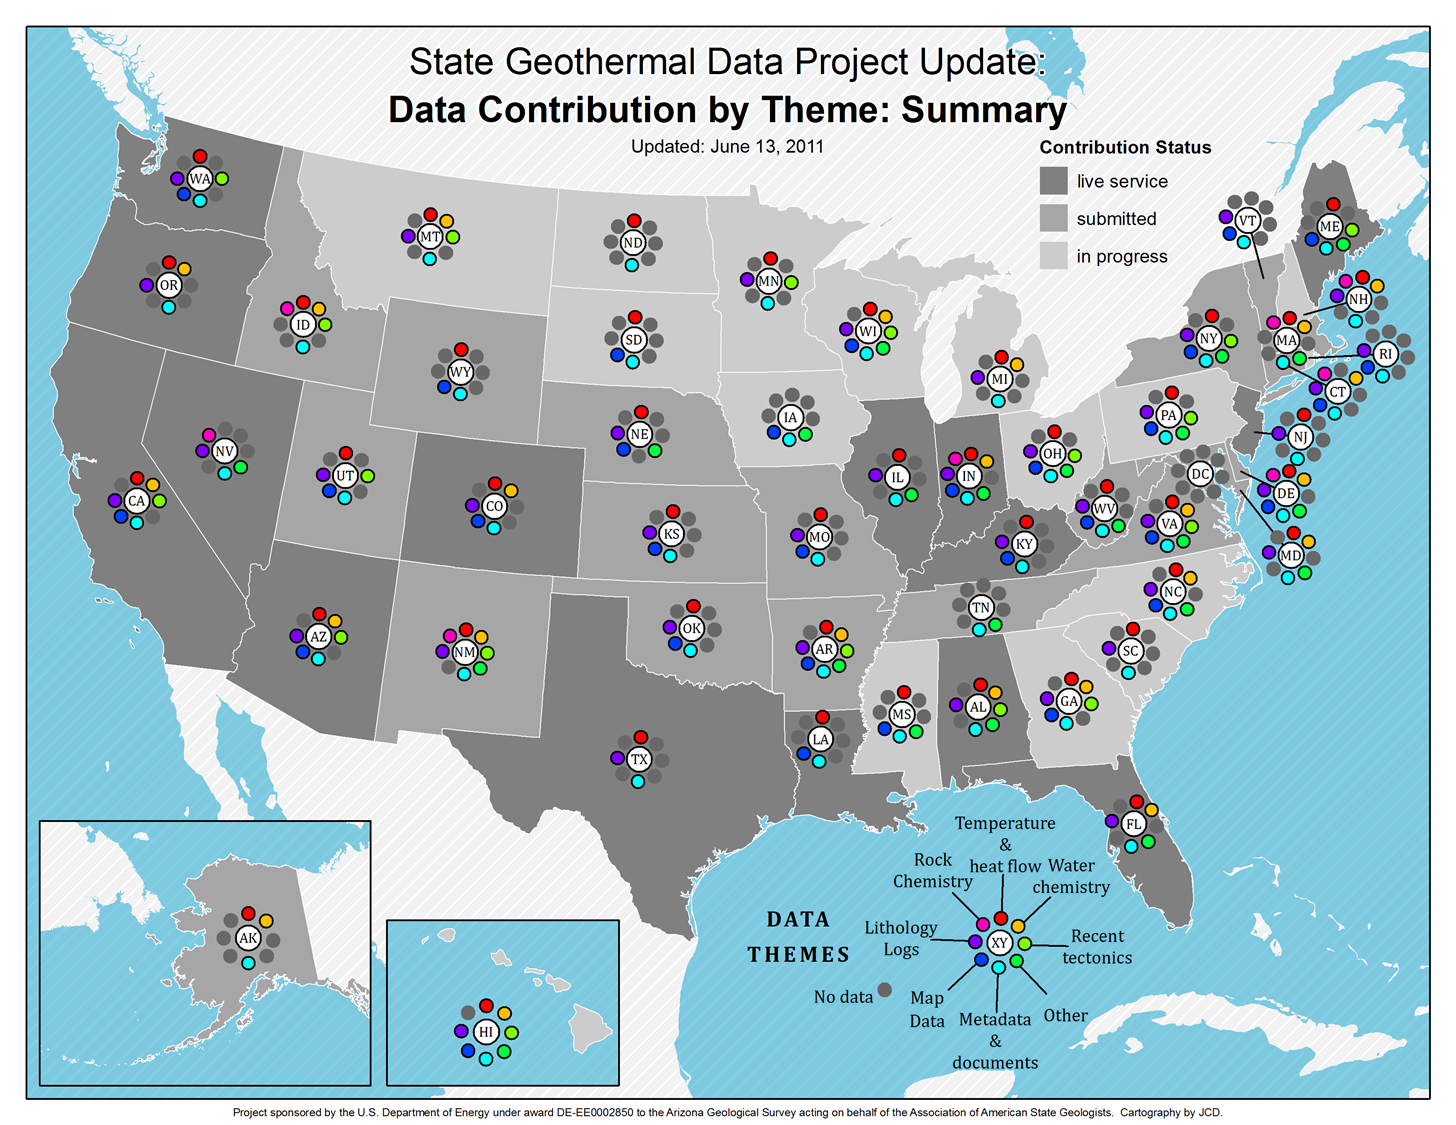 State Geothermal Data Project Update:
Data Contribution by Theme: Summary
Updated: June 13, 2011
Contribution Status
live service
submitted
in progress
WA
MT
ND
MN
VT
ME
OR
ID
SD
WI
NH
NY
MA
RI
WY
MI
CT
IA
PA
NV
NE
NJ
UT
OH
CA
CO
IL
IN
DC
DE
WV
KS
MO
KY
VA
MD
NC
AZ
NM
OK
AR
TN
SC
MS
AL
GA
TX
LA
FL
AK
HI
Temperature
&
heat flow
Rock
Chemistry
Water
chemistry
DATA
THEMES
Lithology
Logs
XY
Recent
tectonics
No data
Map
Data
Metadata
&
documents
Other
Project sponsored by the U.S. Department of Energy under award DE-EE0002850 to the Arizona Geological Survey acting on behalf of the Association of American State Geologists. Cartography by JCD.